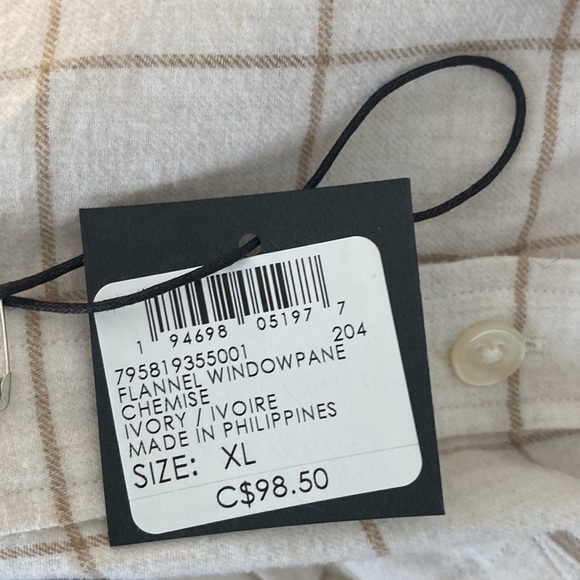 1 94698 05197 7
204
795819355001
FLANNEL WINDOWPANE
CHEMISE
IVORY / IVOIRE
MADE IN PHILIPPINES
SIZE: XL
C$98.50